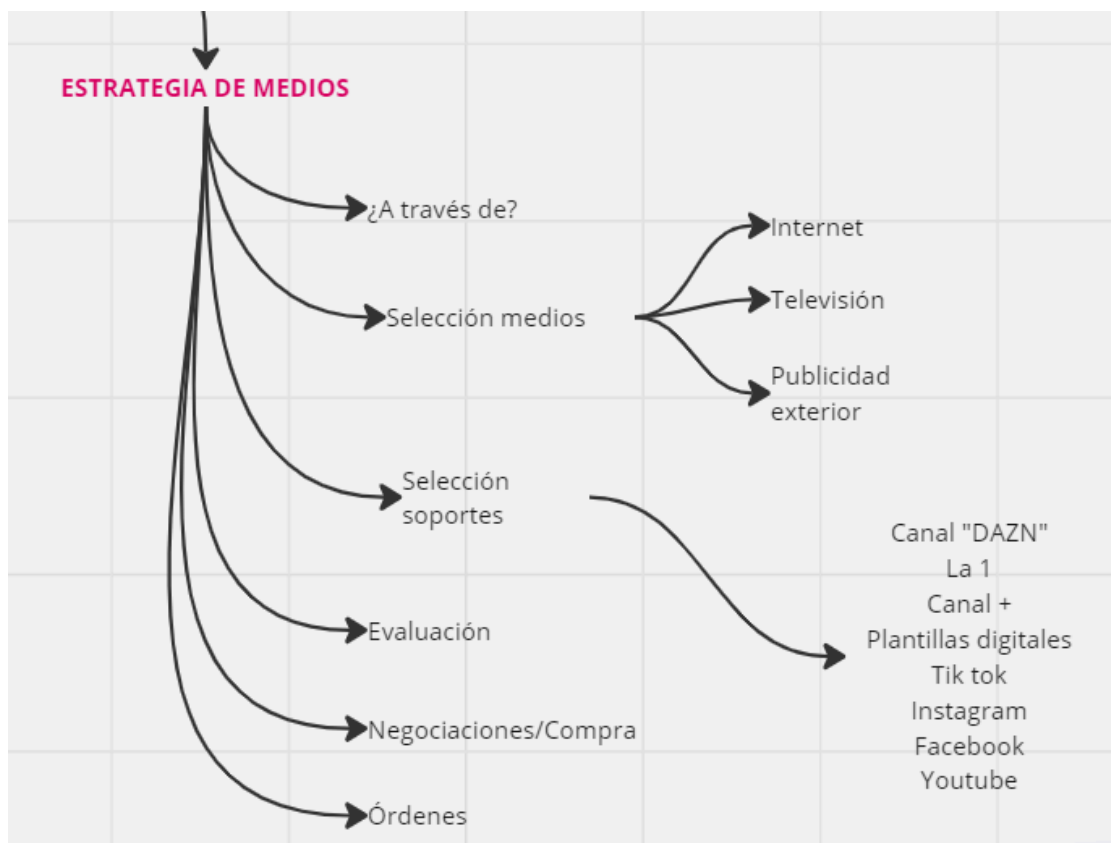 ESTRATEGIA DE MEDIOS
¿A través de?
Selección medios
Internet
Televisión
Publicidad
exterior
Selección
soportes
Canal "DAZN"
La 1
Canal +
Plantillas digitales
Tik tok
Instagram
Facebook
Youtube
Evaluación
Negociaciones/Compra
Órdenes